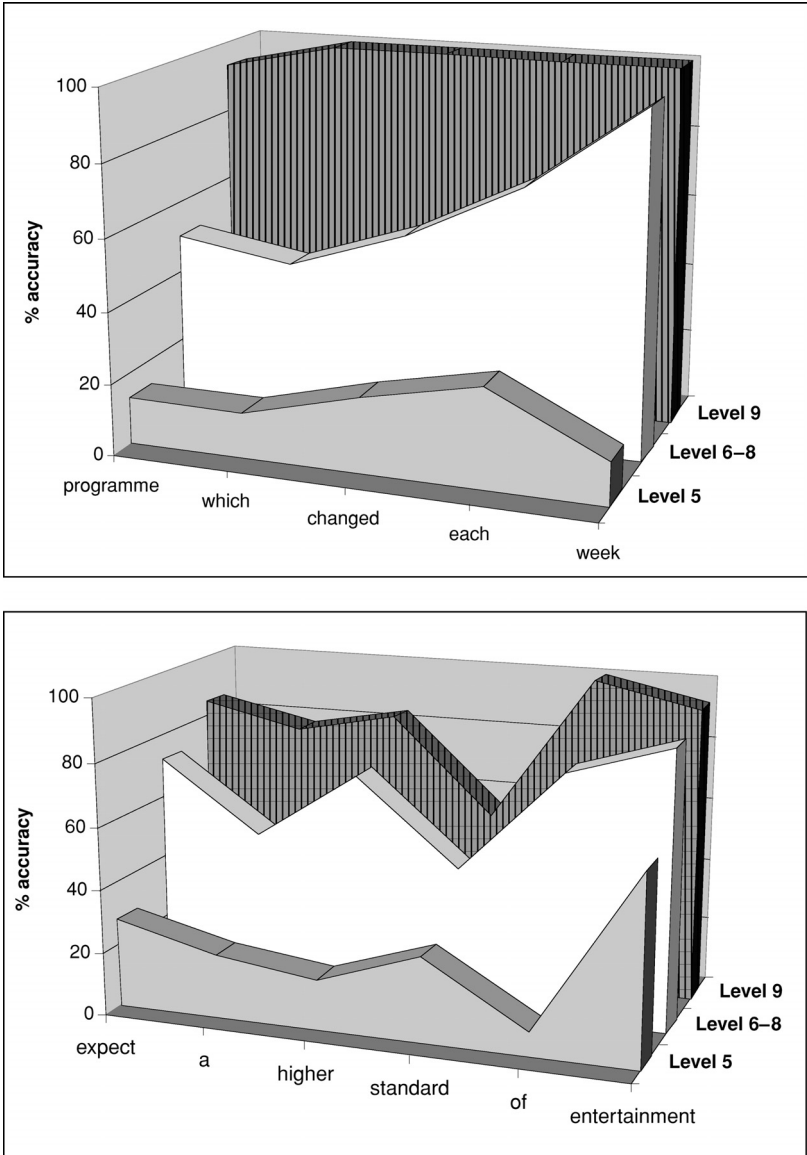 100
80
60
40
20
0
% accuracy
programme
which
changed
each
week
Level 9
Level 6–8
Level 5
100
80
60
40
20
0
% accuracy
expect
a
higher
standard
of
entertainment
Level 9
Level 6–8
Level 5